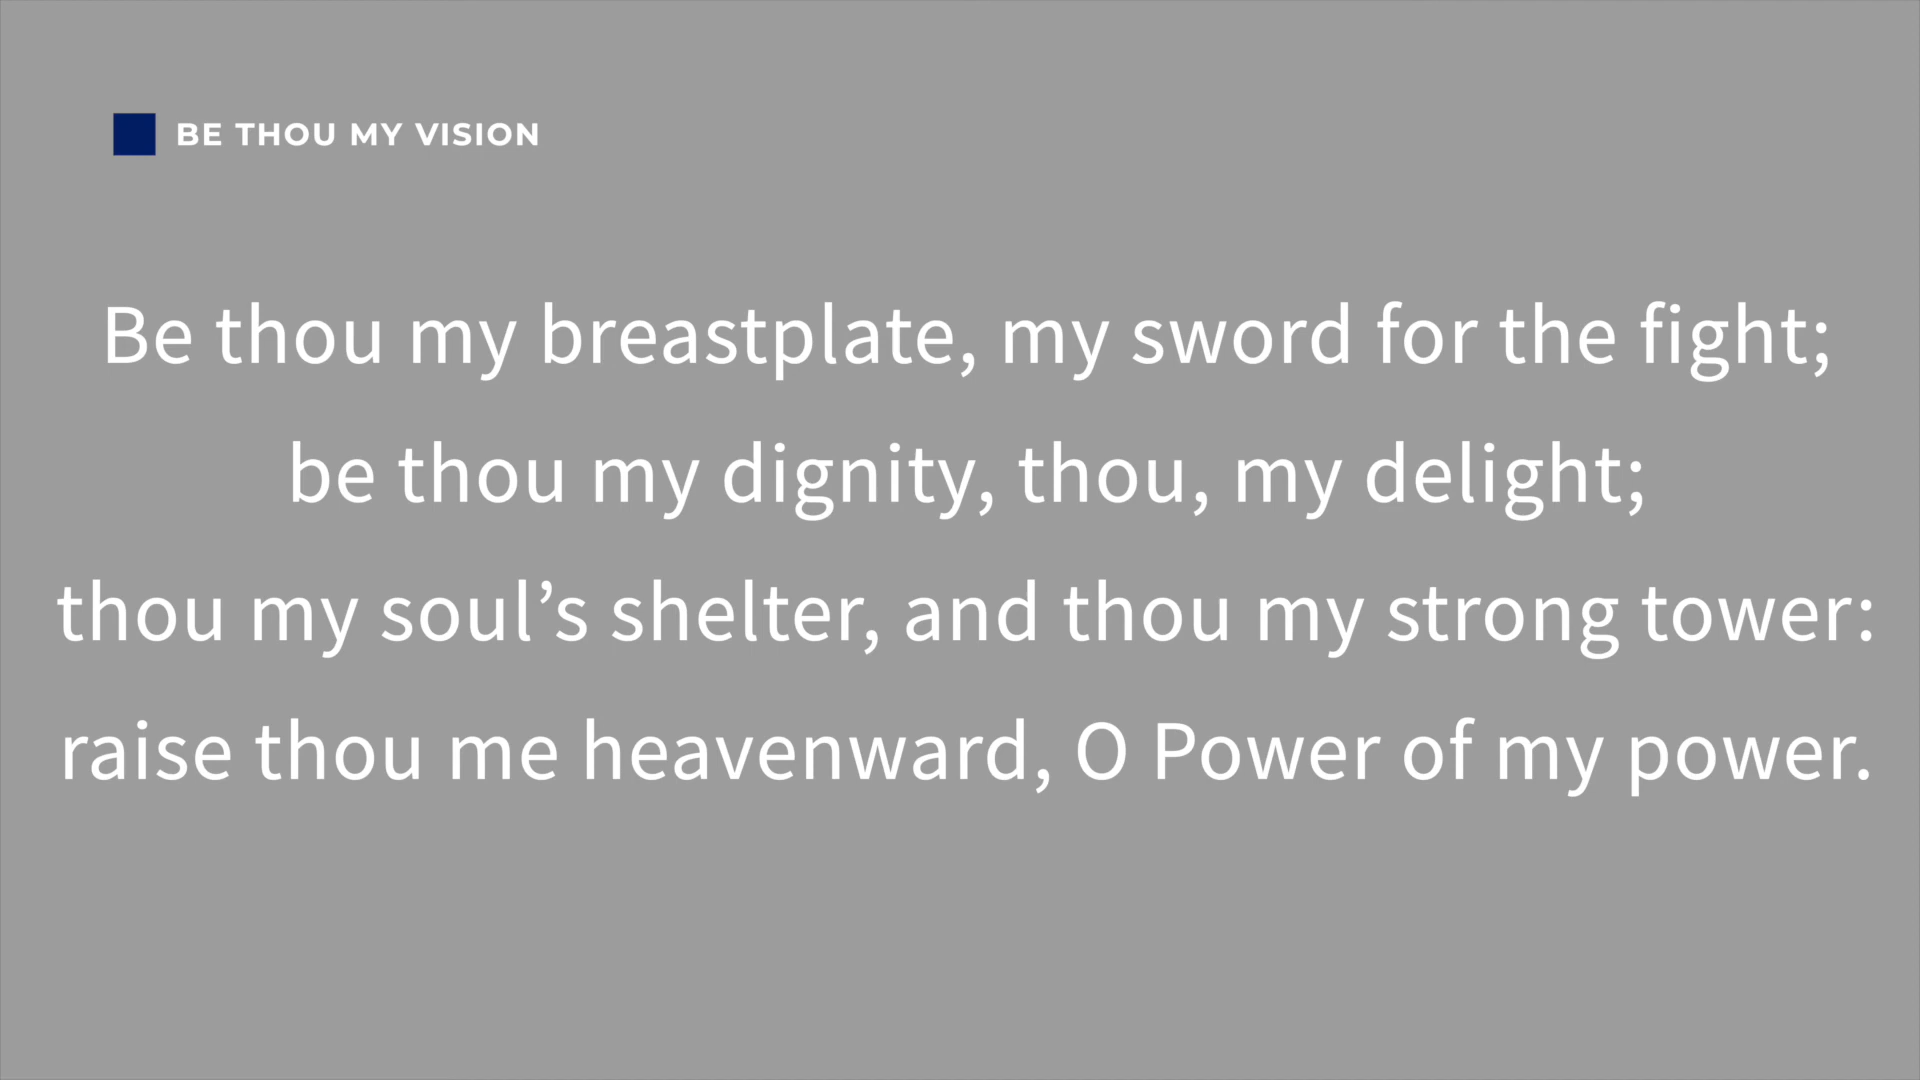 BE THOU MY VISION
Be thou my breastplate, my sword for the fight;
be thou my dignity, thou, my delight;
thou my soul’s shelter, and thou my strong tower:
raise thou me heavenward, O Power of my power.